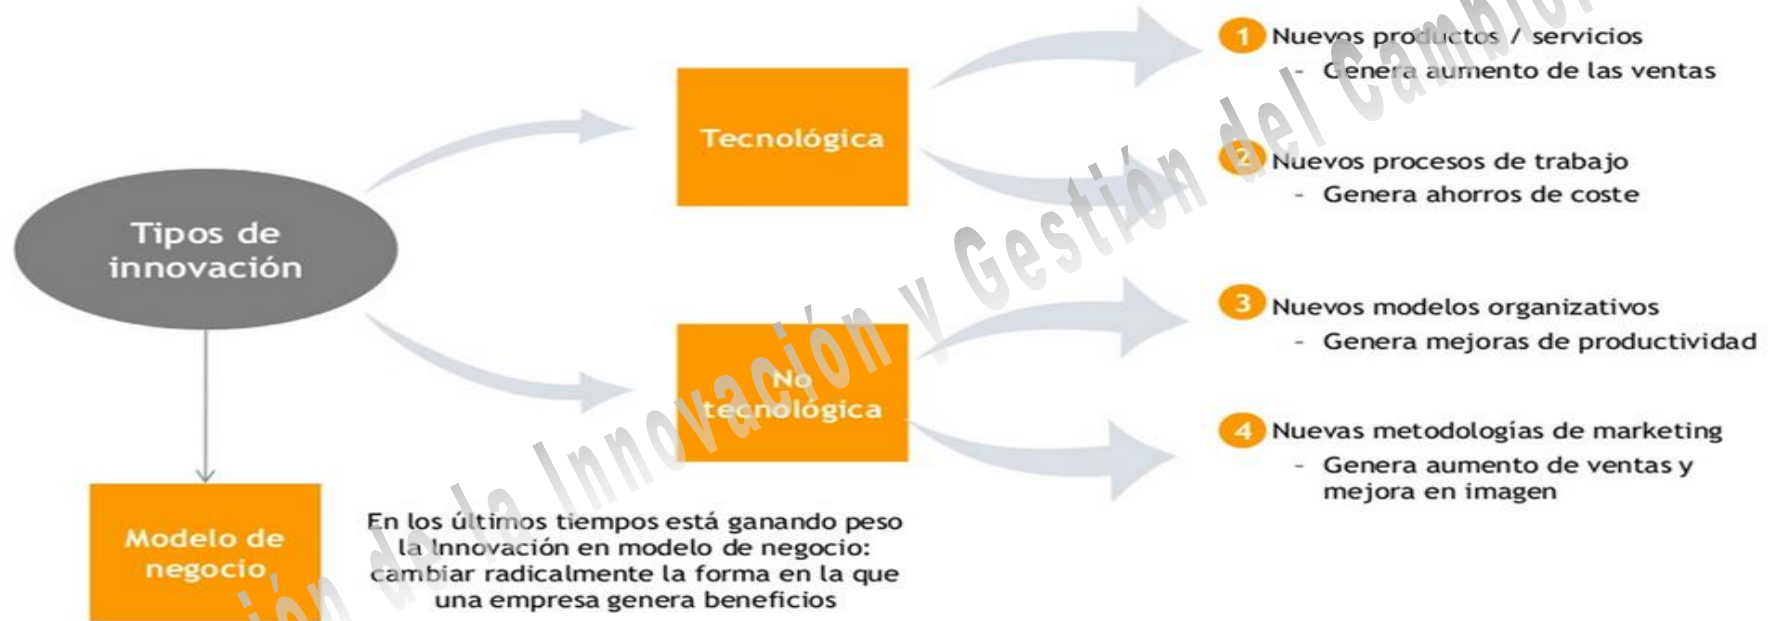 Tipos de
innovación
Tecnológica
1 Nuevos productos / servicios
- Genera aumento de las ventas
2 Nuevos procesos de trabajo
- Genera ahorros de coste
No
tecnológica
3 Nuevos modelos organizativos
- Genera mejoras de productividad
4 Nuevas metodologías de marketing
- Genera aumento de ventas y
mejora en imagen
Modelo de
negocio
En los últimos tiempos está ganando peso
la Innovación en modelo de negocio:
cambiar radicalmente la forma en la que
una empresa genera beneficios
de la Innovación y Gestión del Cambio